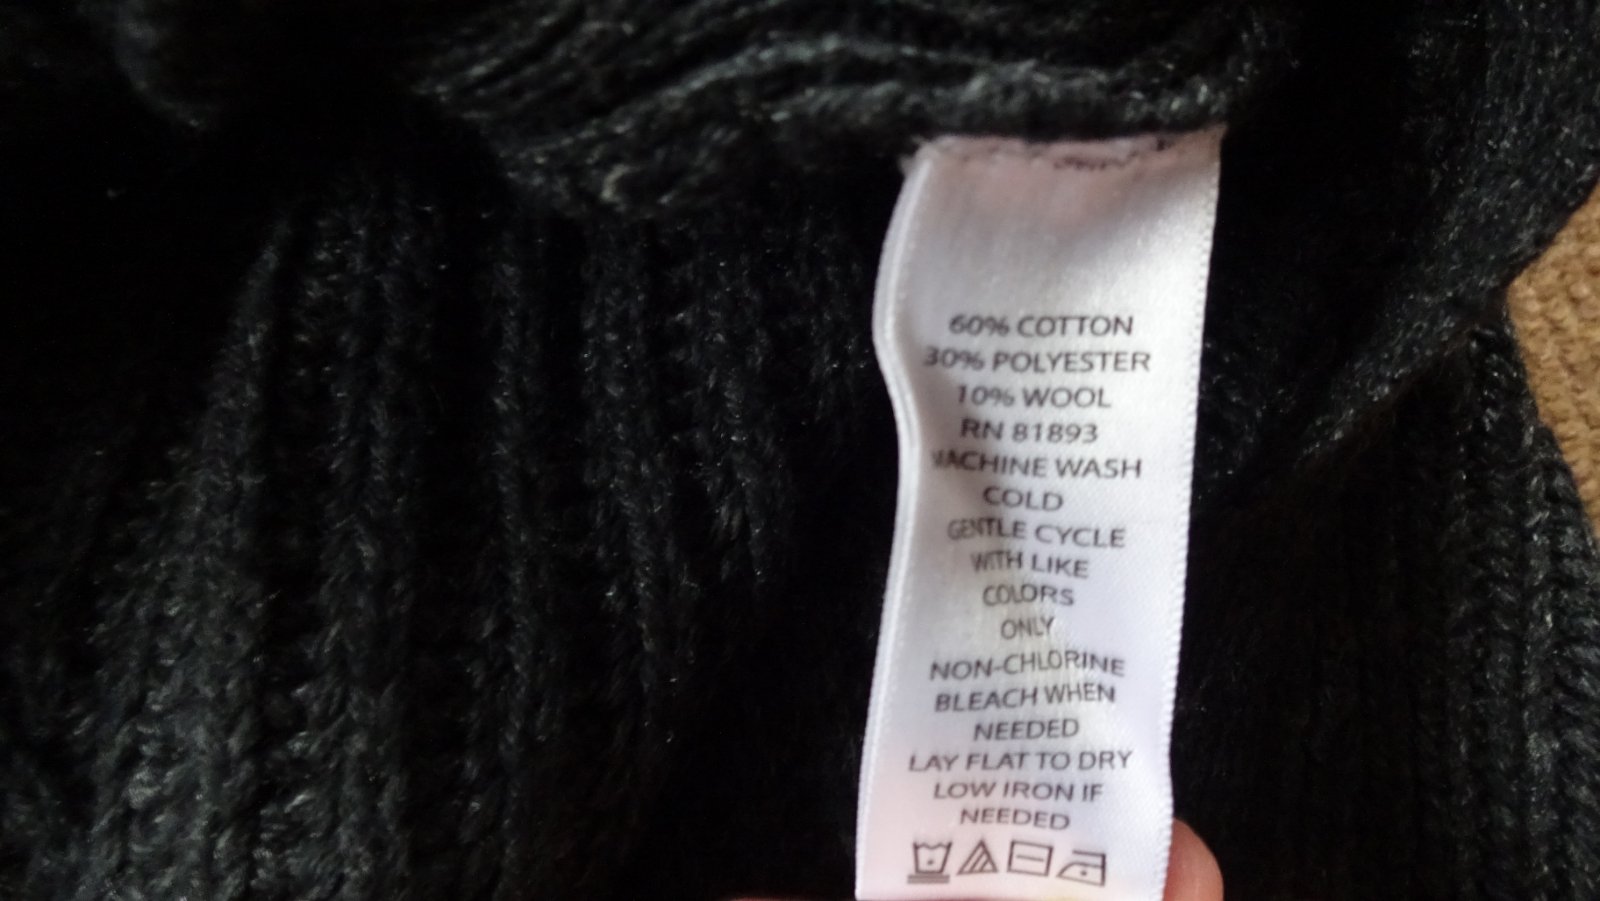 60% COTTON
30% POLYESTER
10% WOOL
RN 81893
MACHINE WASH
COLD
GENTLE CYCLE
WITH LIKE
COLORS
ONLY
NON-CHLORINE
BLEACH WHEN
NEEDED
LAY FLAT TO DRY
LOW IRON IF
NEEDED